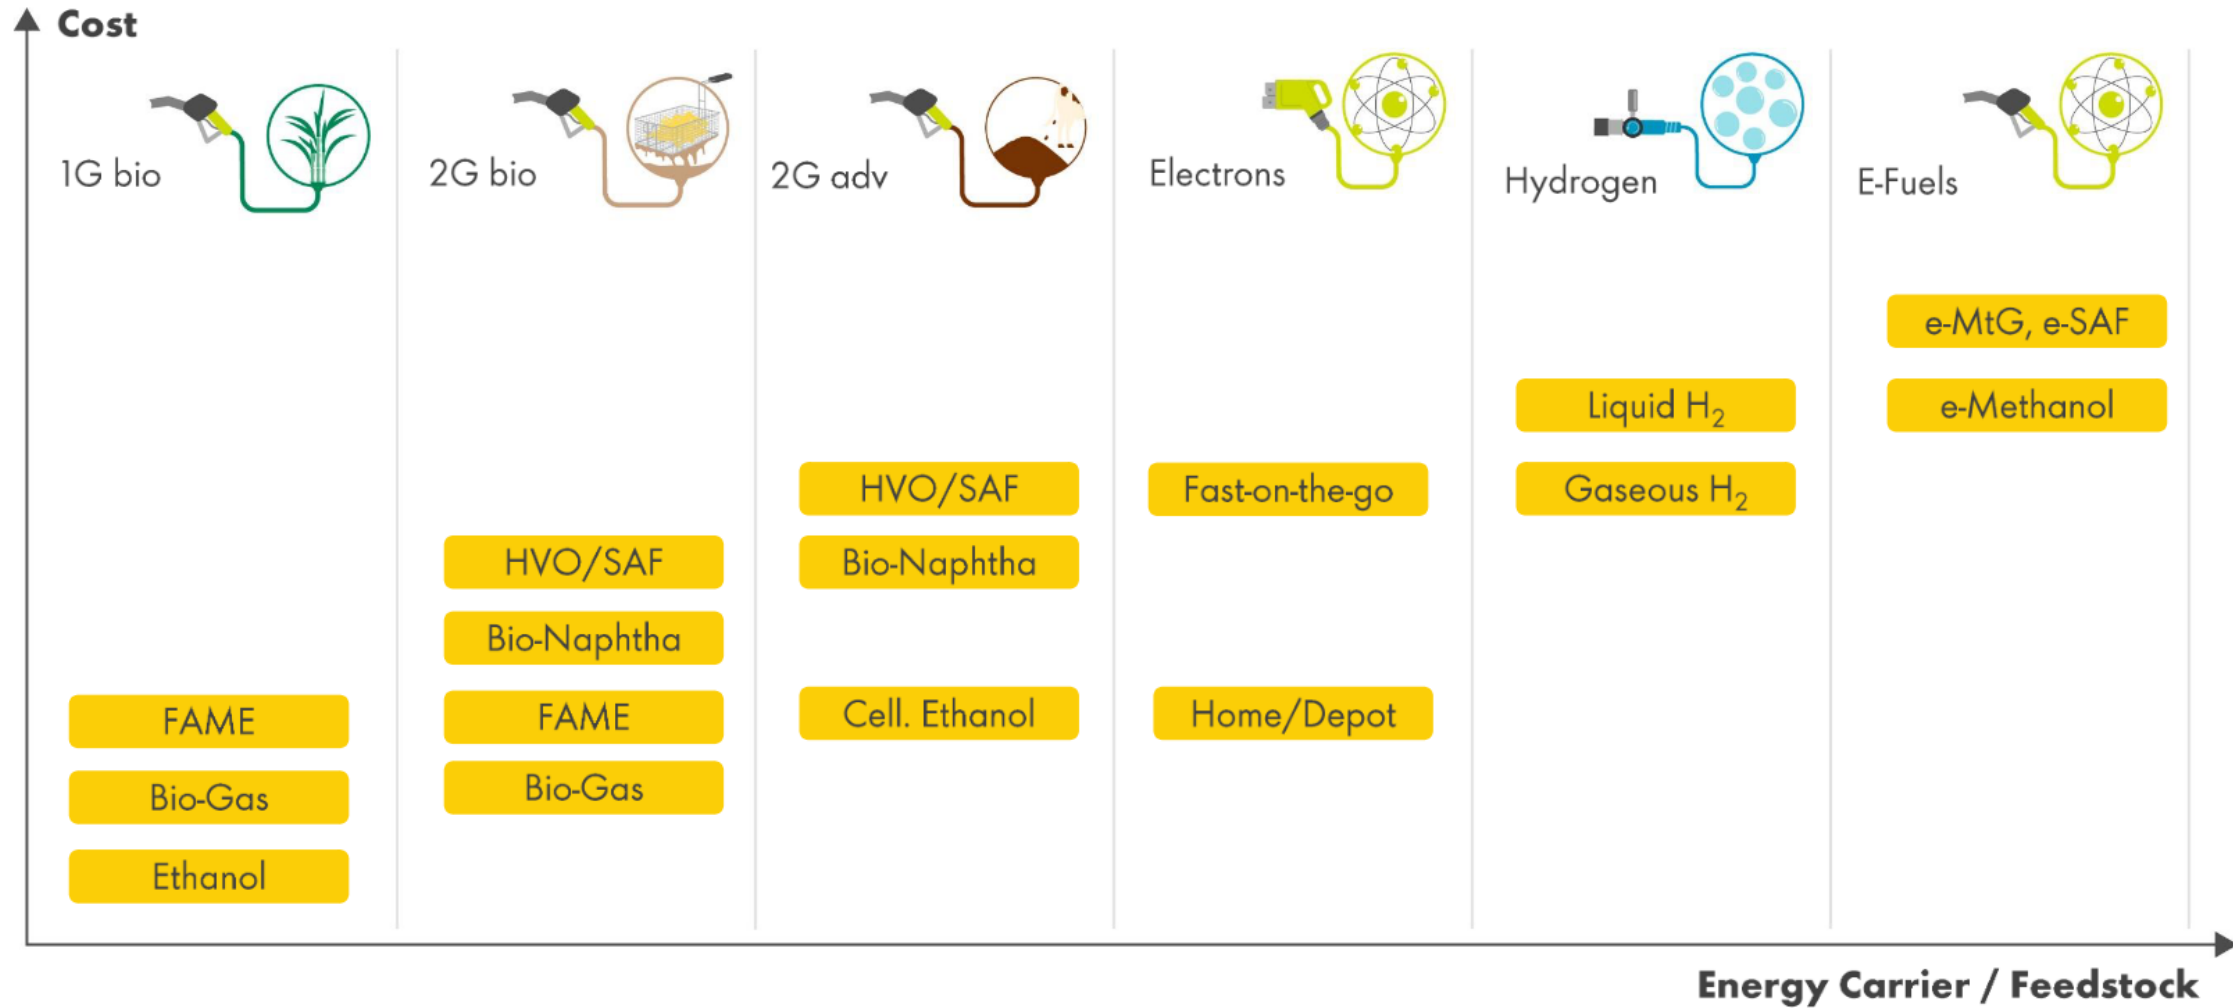 Cost
1G bio
2G bio
2G adv
Electrons
Hydrogen
E-Fuels
e-MtG, e-SAF
Liquid H₂
e-Methanol
HVO/SAF
Fast-on-the-go
Gaseous H₂
HVO/SAF
Bio-Naphtha
Bio-Naphtha
FAME
FAME
Cell. Ethanol
Home/Depot
Bio-Gas
Bio-Gas
Ethanol
Energy Carrier / Feedstock